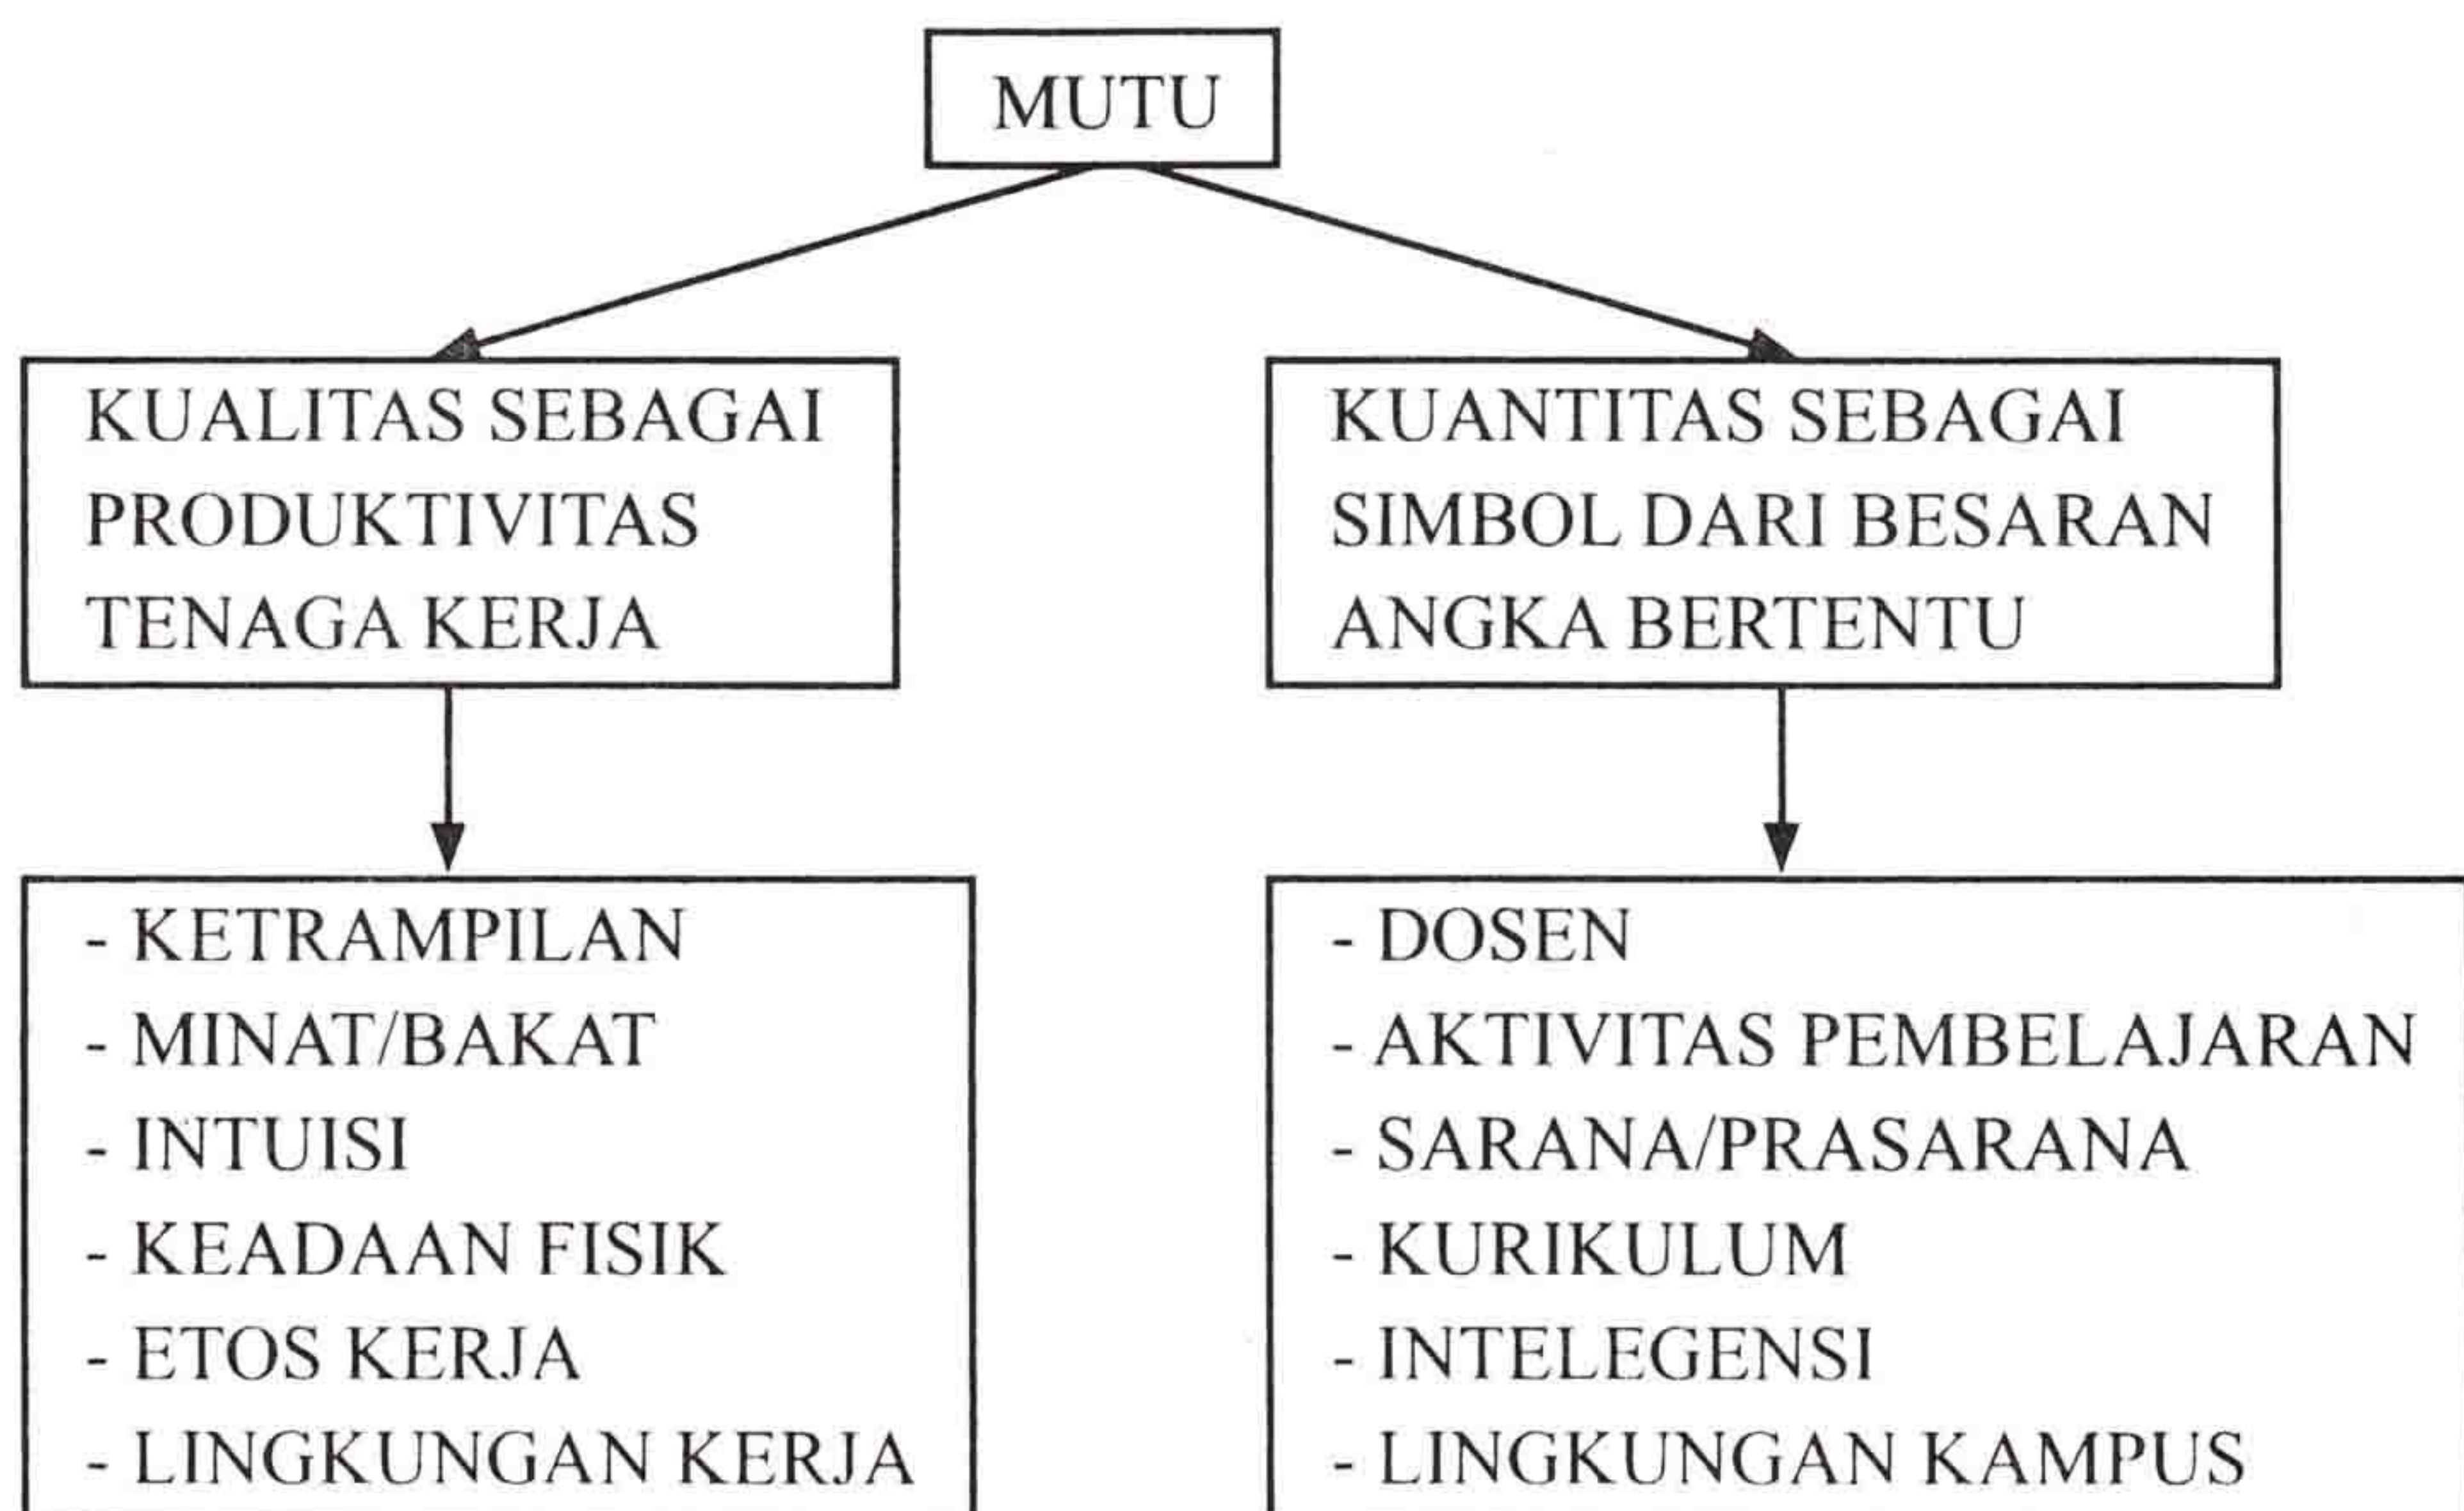 MUTU
KUALITAS SEBAGAI
PRODUKTIVITAS
TENAGA KERJA
KUANTITAS SEBAGAI
SIMBOL DARI BESARAN
ANGKA BERTENTU
- KETRAMPILAN
- MINAT/BAKAT
- INTUISI
- KEADAAN FISIK
- ETOS KERJA
- LINGKUNGAN KERJA
- DOSEN
- AKTIVITAS PEMBELAJARAN
- SARANA/PRASARANA
- KURIKULUM
- INTELEGENSI
- LINGKUNGAN KAMPUS